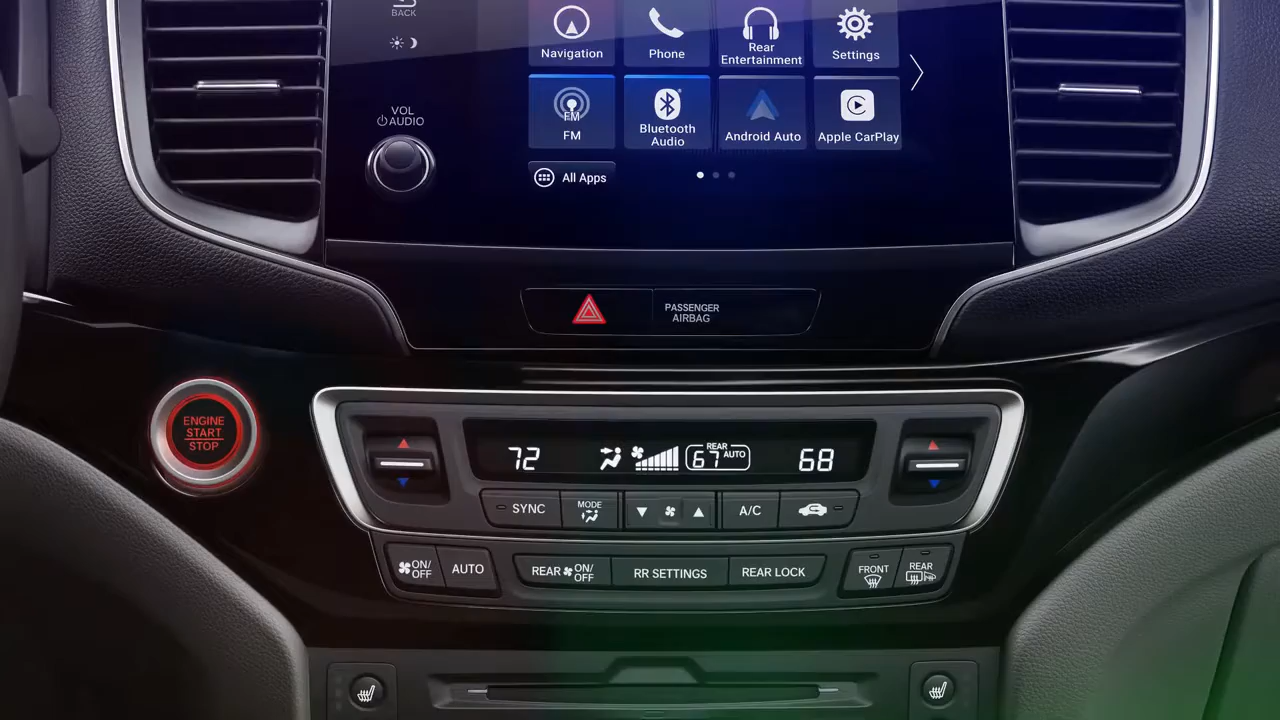 BACK
Navigation
Phone
Rear
Entertainment
Settings
VOL
AUDIO
FM
FM
Bluetooth
Audio
Android Auto
Apple CarPlay
All Apps
PASSENGER
AIRBAG
ENGINE
START
STOP
72
REAR
67 AUTO
68
SYNC
MODE
A/C
ON/
OFF
AUTO
REAR ON/
OFF
RR SETTINGS
REAR LOCK
FRONT
REAR